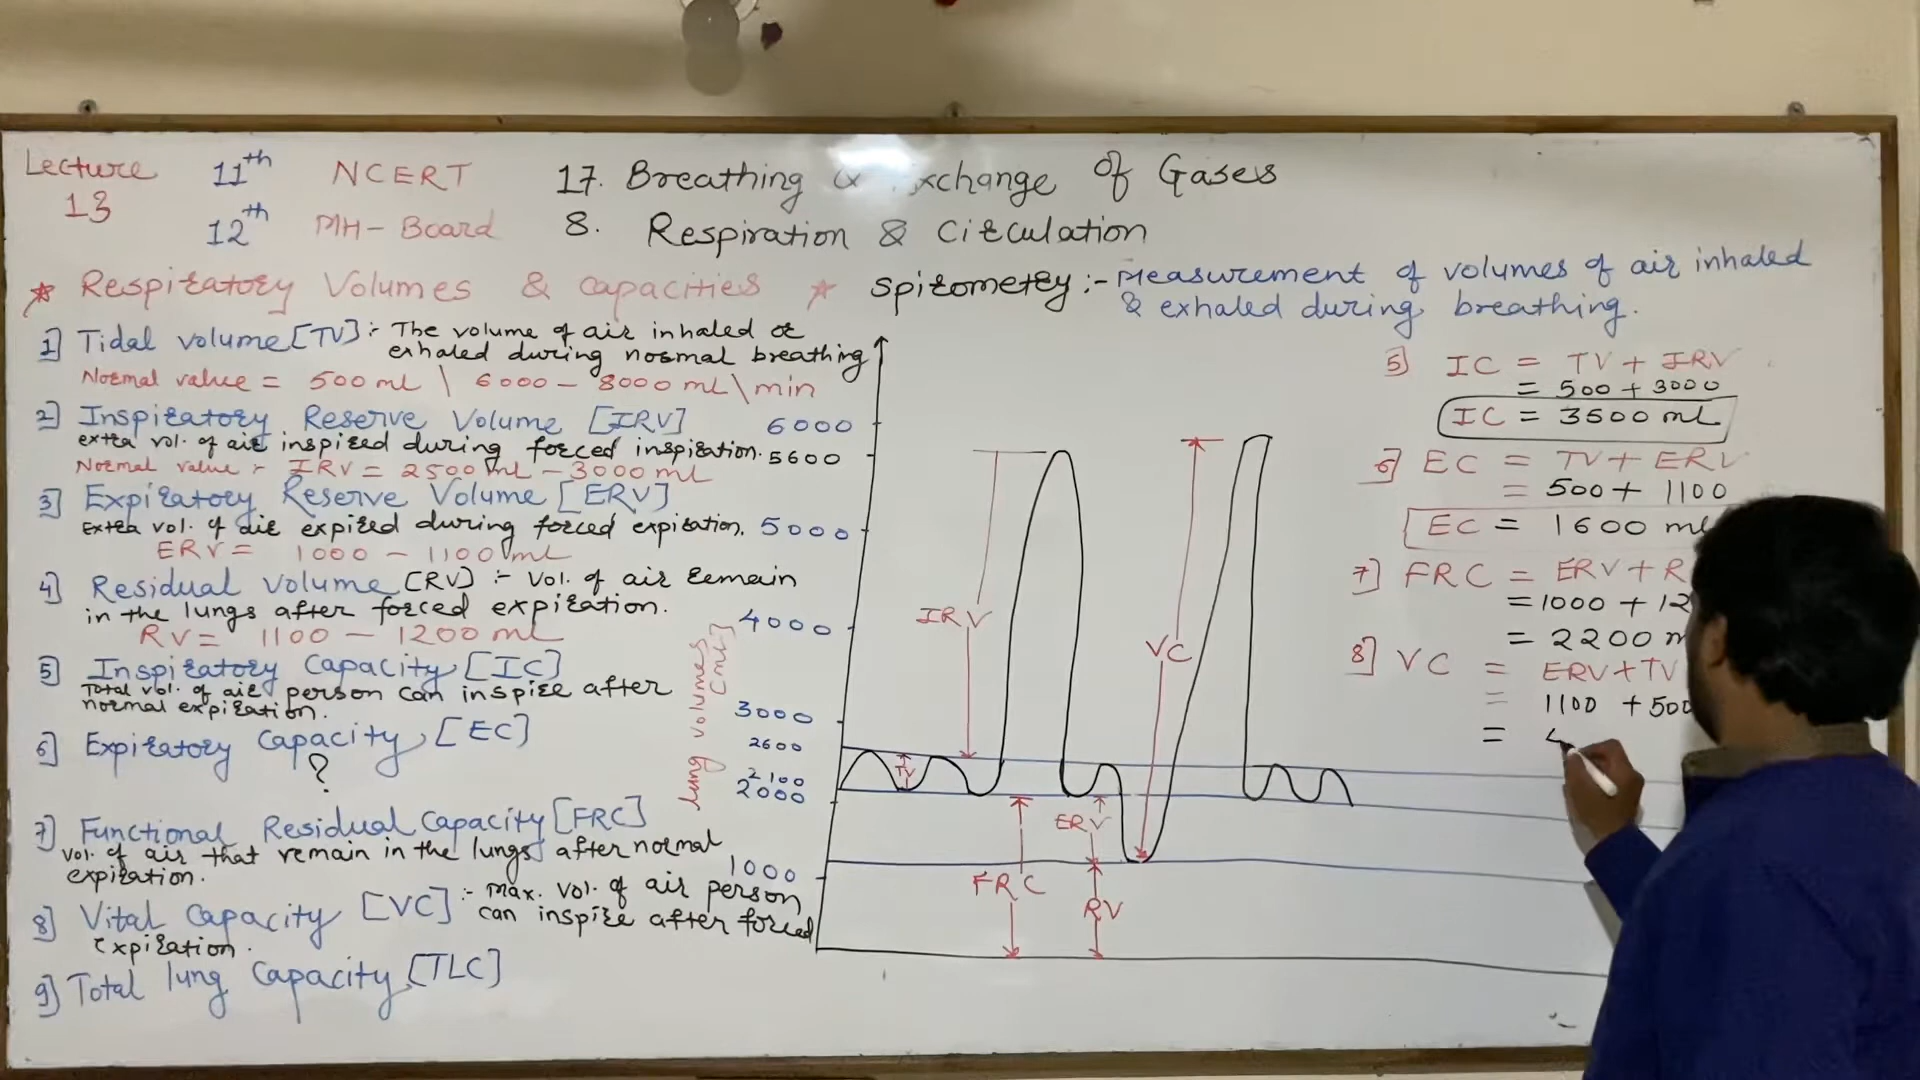 Lecture 13
11th NCERT 17. Breathing & Exchange of Gases
12th MH-Board 8. Respiration & Circulation
* Respiratory Volumes & capacities *
spirometry :- Measurement of volumes of air inhaled
& exhaled during breathing.
1] Tidal volume [TV] :- The volume of air inhaled or
exhaled during normal breathing
Normal value = 500 ml \ 6000 - 8000 ml \ min
2] Inspiratory Reserve Volume [IRV]
extra vol. of air inspired during forced inspiration.
Normal value :- IRV = 2500 ml - 3000 ml
3] Expiratory Reserve Volume [ERV]
Extra vol. of air expired during forced expiration.
ERV = 1000 - 1100 ml
4] Residual volume [RV] :- Vol. of air remain
in the lungs after forced expiration.
RV = 1100 - 1200 ml
5] Inspiratory Capacity [IC]
Total vol. of air person can inspire after
normal expiration.
6] Expiratory Capacity [EC]
?
7] Functional Residual Capacity [FRC]
Vol. of air that remain in the lungs after normal
expiration.
8] Vital Capacity [VC] :- Max. Vol. of air person
can inspire after forced
expiration.
9] Total lung Capacity [TLC]
lung volumes
(ml)
6000
5600
5000
4000
3000
2600
2100
2000
1000
IRV
TV
FRC
ERV
RV
VC
5] IC = TV + IRV
= 500 + 3000
IC = 3500 ml
6] EC = TV + ERV
= 500 + 1100
EC = 1600 ml
7] FRC = ERV + R
= 1000 + 12
= 2200 m
8] VC = ERV + TV
= 1100 + 500
= 4